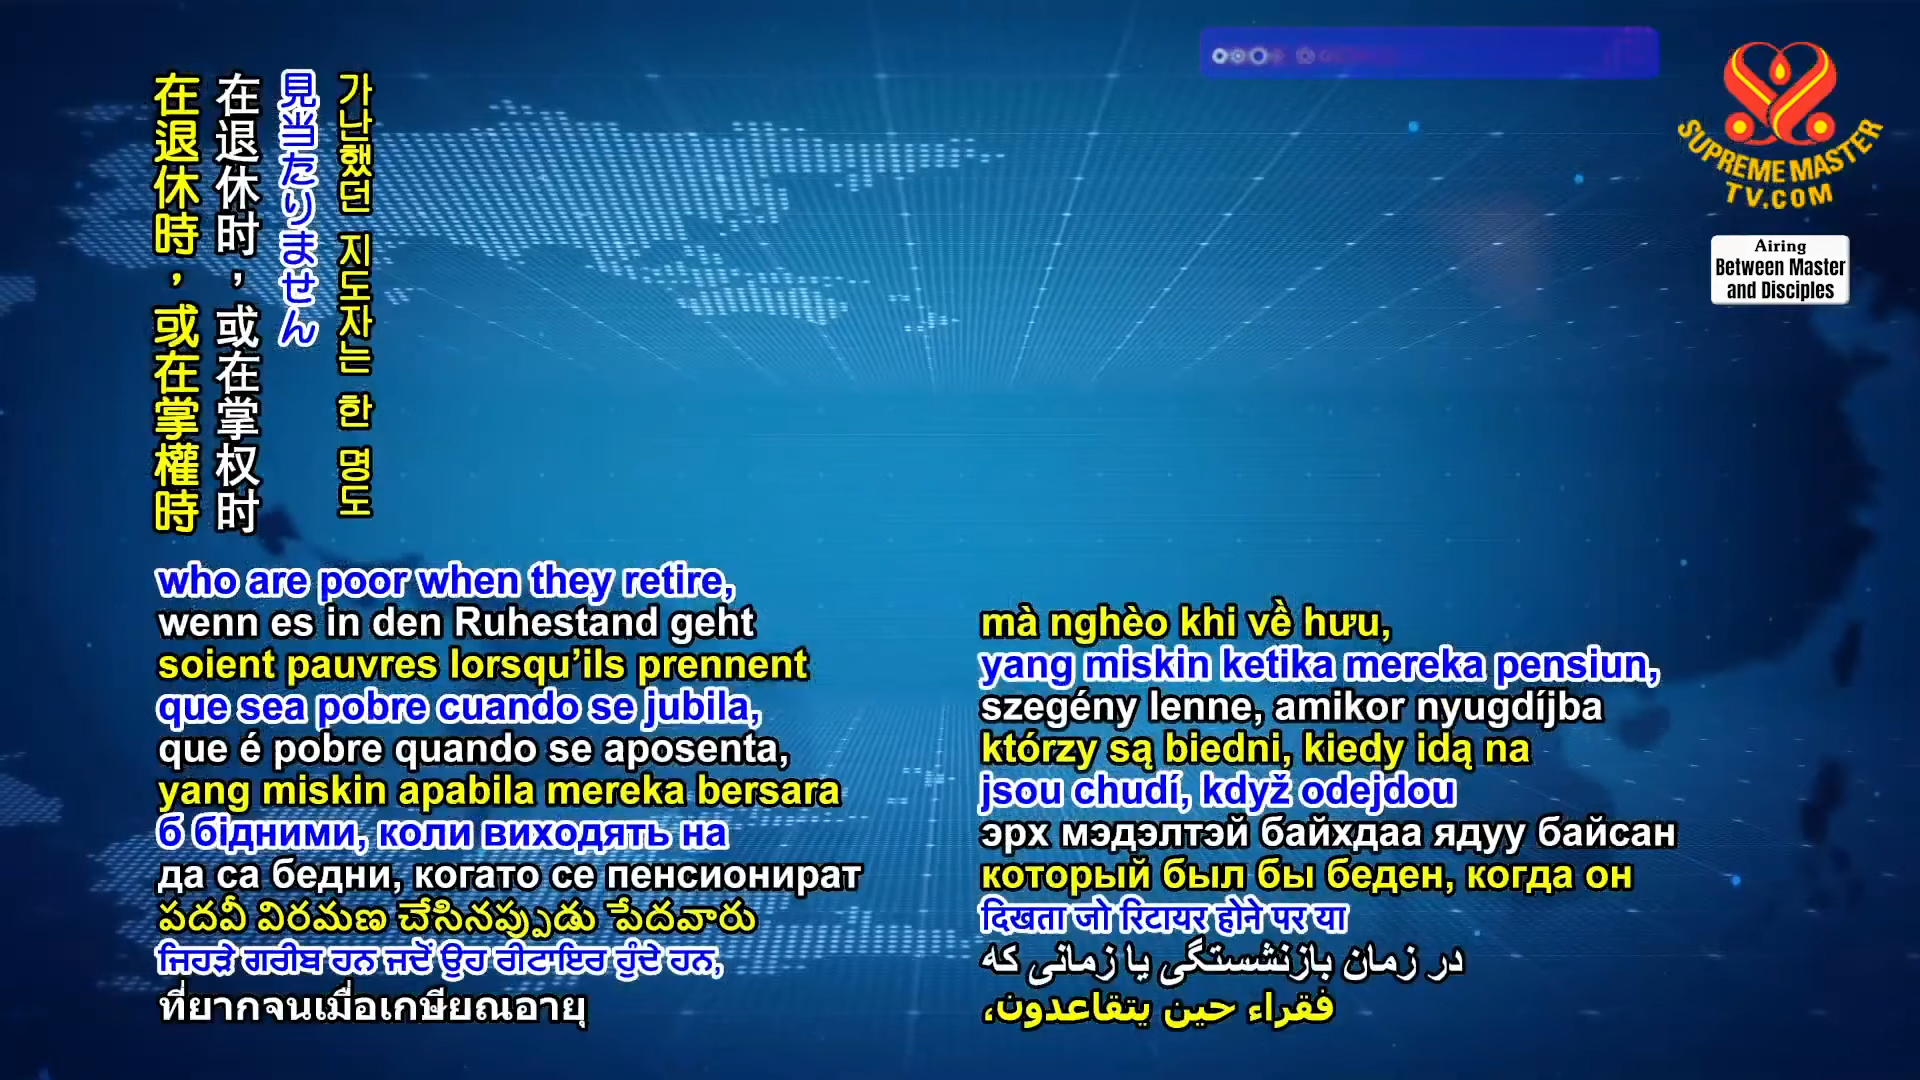 在退休時，或在掌權時
在退休时，或在掌权时
見当たりません
가난했던 지도자는 한 명도
SUPREME MASTER
TV.COM
Airing
Between Master
and Disciples
who are poor when they retire,
wenn es in den Ruhestand geht
soient pauvres lorsqu’ils prennent
que sea pobre cuando se jubila,
que é pobre quando se aposenta,
yang miskin apabila mereka bersara
б бідними, коли виходять на
да са бедни, когато се пенсионират
పదవీ విరమణ చేసినప్పుడు పేదవారు
ਜਿਹੜੇ ਗਰੀਬ ਹਨ ਜਦੋਂ ਉਹ ਰੀਟਾਇਰ ਹੁੰਦੇ ਹਨ,
ที่ยากจนเมื่อเกษียณอายุ
mà nghèo khi về hưu,
yang miskin ketika mereka pensiun,
szegény lenne, amikor nyugdíjba
którzy są biedni, kiedy idą na
jsou chudí, když odejdou
эрх мэдэлтэй байхдаа ядуу байсан
который был бы беден, когда он
दिखता जो रिटायर होने पर या
در زمان بازنشستگی یا زمانی که
فقراء حين يتقاعدون،